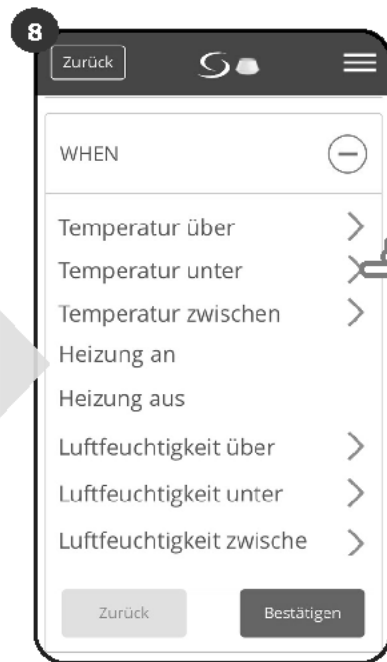 8
Zurück
WHEN
Temperatur über
Temperatur unter
Temperatur zwischen
Heizung an
Heizung aus
Luftfeuchtigkeit über
Luftfeuchtigkeit unter
Luftfeuchtigkeit zwische
Zurück Bestätigen